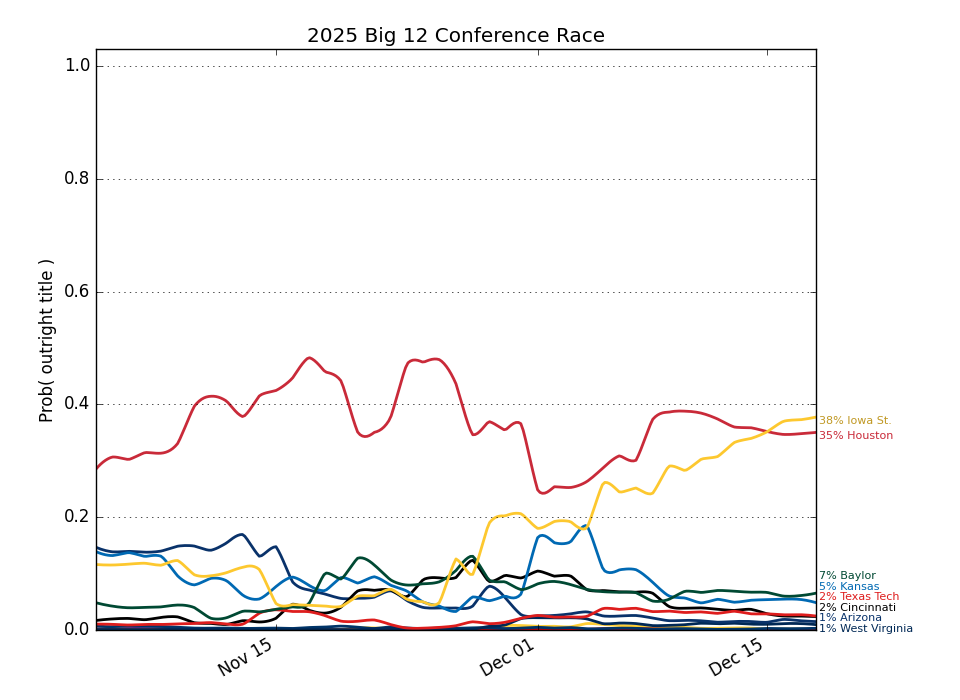 2025 Big 12 Conference Race
Prob( outright title )
1.0
0.8
0.6
0.4
0.2
0.0
Nov 15
Dec 01
Dec 15
38% Iowa St.
35% Houston
7% Baylor
5% Kansas
2% Texas Tech
2% Cincinnati
1% Arizona
1% West Virginia